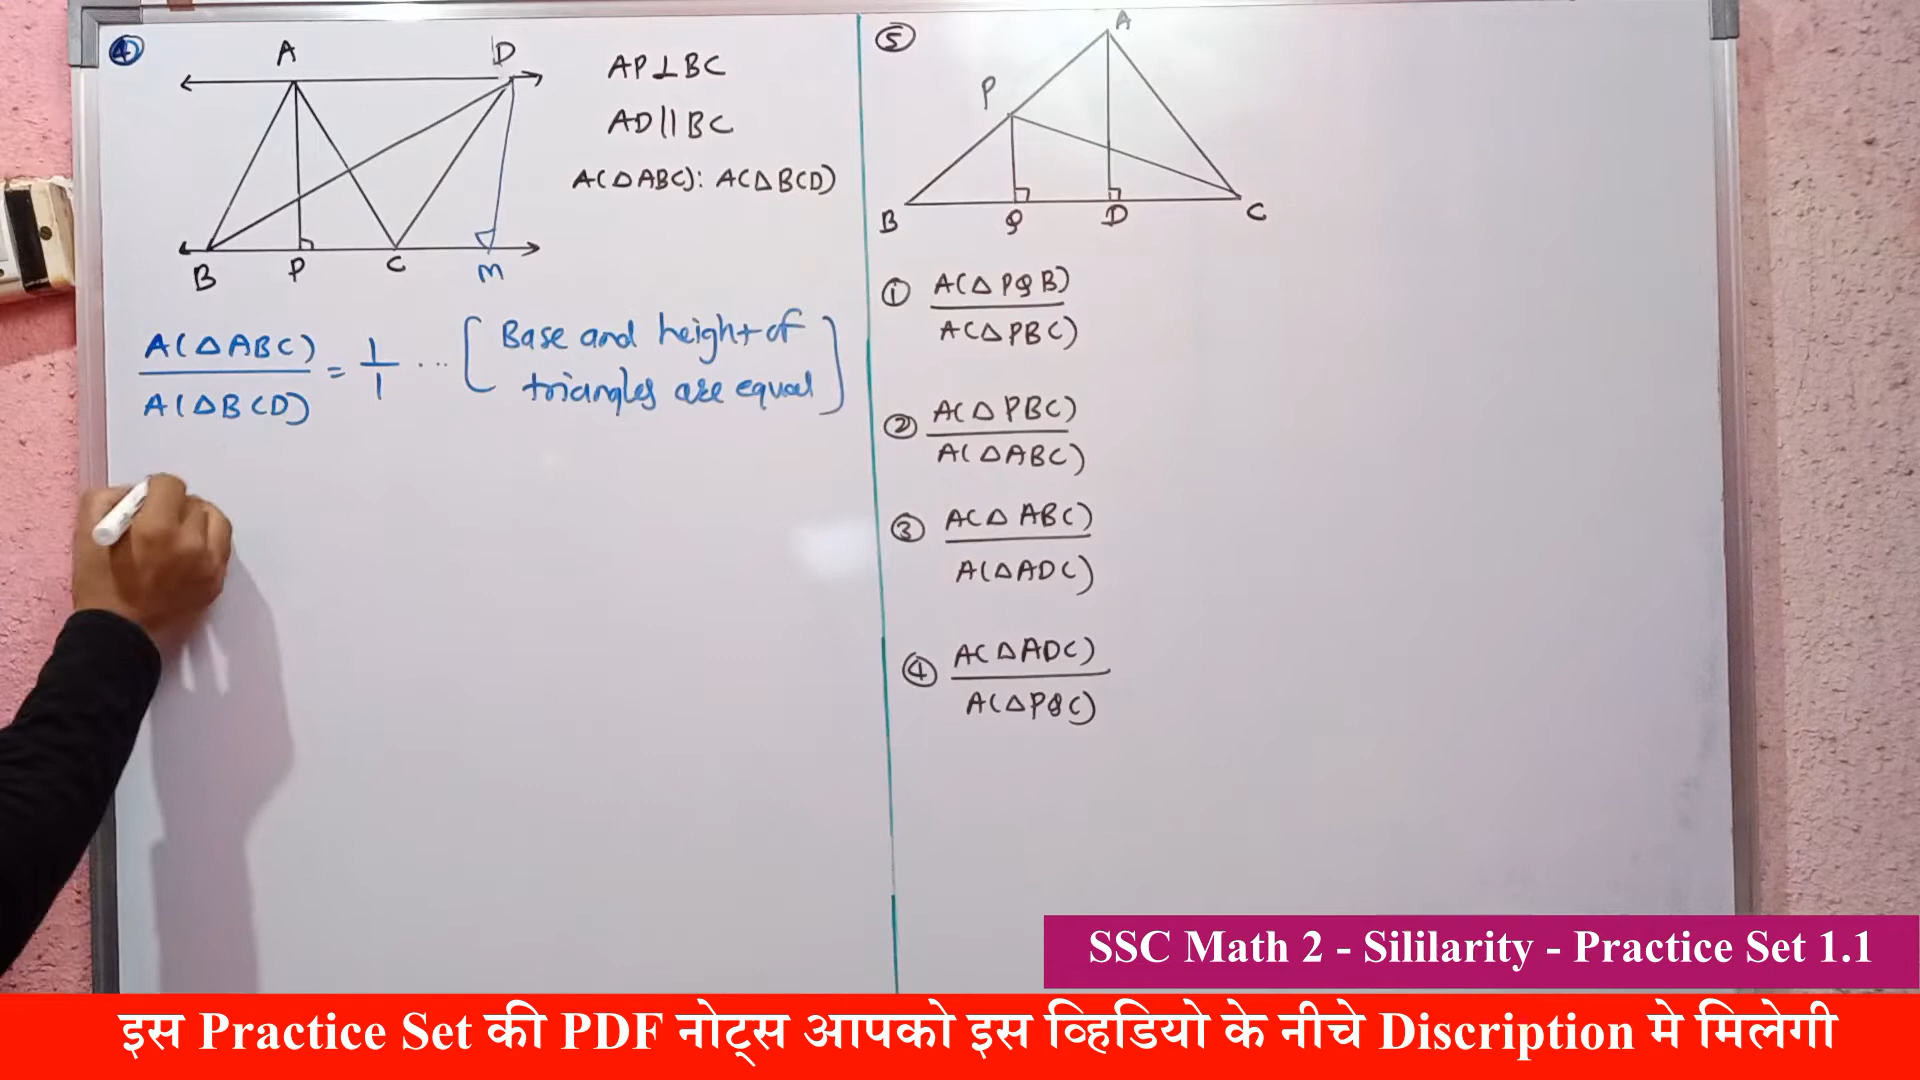 ④
A D
B P C M
AP⊥BC
AD||BC
A(△ABC): A(△BCD)
A(△ABC)
A(△BCD)
= 1/1 ... [Base and height of
triangles are equal]
⑤
A
P
B Q D C
① A(△PQB)
A(△PBC)
② A(△PBC)
A(△ABC)
③ A(△ABC)
A(△ADC)
④ A(△ADC)
A(△PQC)
SSC Math 2 - Sililarity - Practice Set 1.1
इस Practice Set की PDF नोट्स आपको इस व्हिडियो के नीचे Discription मे मिलेगी